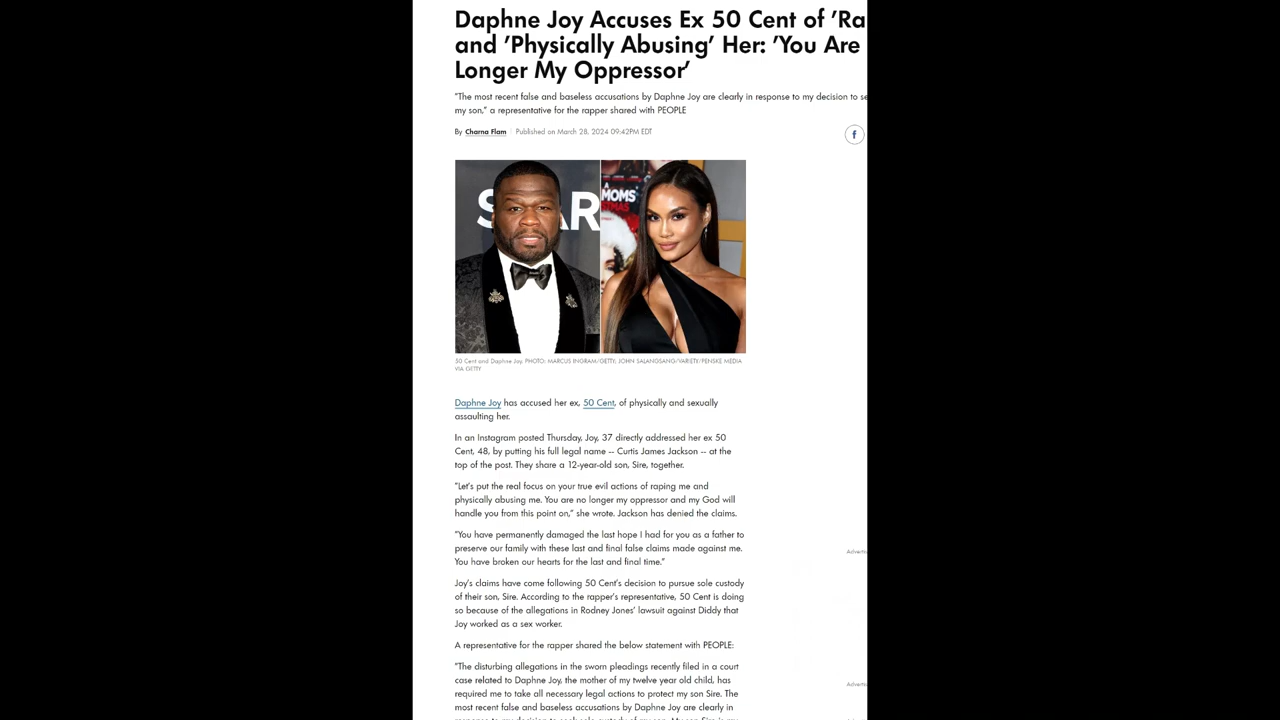 Daphne Joy Accuses Ex 50 Cent of 'Ra
and 'Physically Abusing' Her: 'You Are
Longer My Oppressor'
"The most recent false and baseless accusations by Daphne Joy are clearly in response to my decision to se
my son," a representative for the rapper shared with PEOPLE
By Charna Flam Published on March 28, 2024 09:42PM EDT
f
S AR
A
MOMS
50 Cent and Daphne Joy. PHOTO: MARCUS INGRAM/GETTY; JOHN SALANGSANG/VARIETY/PENSKE MEDIA
VIA GETTY
Daphne Joy has accused her ex, 50 Cent, of physically and sexually
assaulting her.
In an Instagram posted Thursday, Joy, 37 directly addressed her ex 50
Cent, 48, by putting his full legal name -- Curtis James Jackson -- at the
top of the post. They share a 12-year-old son, Sire, together.
"Let's put the real focus on your true evil actions of raping me and
physically abusing me. You are no longer my oppressor and my God will
handle you from this point on," she wrote. Jackson has denied the claims.
"You have permanently damaged the last hope I had for you as a father to
preserve our family with these last and final false claims made against me.
You have broken our hearts for the last and final time."
Joy's claims have come following 50 Cent's decision to pursue sole custody
of their son, Sire. According to the rapper's representative, 50 Cent is doing
so because of the allegations in Rodney Jones' lawsuit against Diddy that
Joy worked as a sex worker.
Advertis
A representative for the rapper shared the below statement with PEOPLE:
"The disturbing allegations in the sworn pleadings recently filed in a court
case related to Daphne Joy, the mother of my twelve year old child, has
required me to take all necessary legal actions to protect my son Sire. The
most recent false and baseless accusations by Daphne Joy are clearly in
Advertis